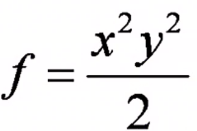 f = x²y²/2